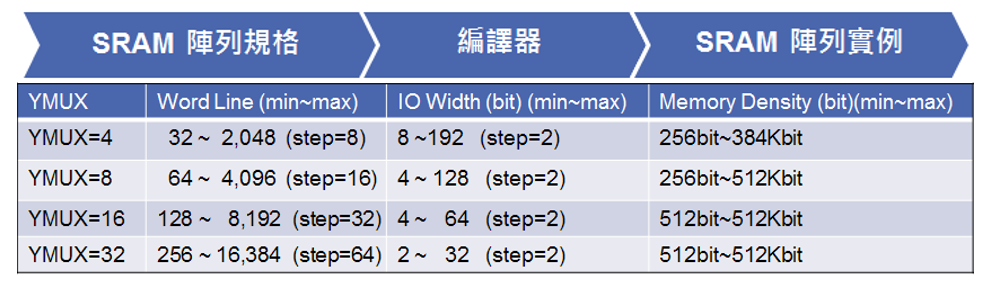 SRAM 陣列規格 編譯器 SRAM 陣列實例
YMUX Word Line (min~max) IO Width (bit) (min~max) Memory Density (bit)(min~max)
YMUX=4 32 ~ 2,048 (step=8) 8 ~192 (step=2) 256bit~384Kbit
YMUX=8 64 ~ 4,096 (step=16) 4 ~ 128 (step=2) 256bit~512Kbit
YMUX=16 128 ~ 8,192 (step=32) 4 ~ 64 (step=2) 512bit~512Kbit
YMUX=32 256 ~ 16,384 (step=64) 2 ~ 32 (step=2) 512bit~512Kbit